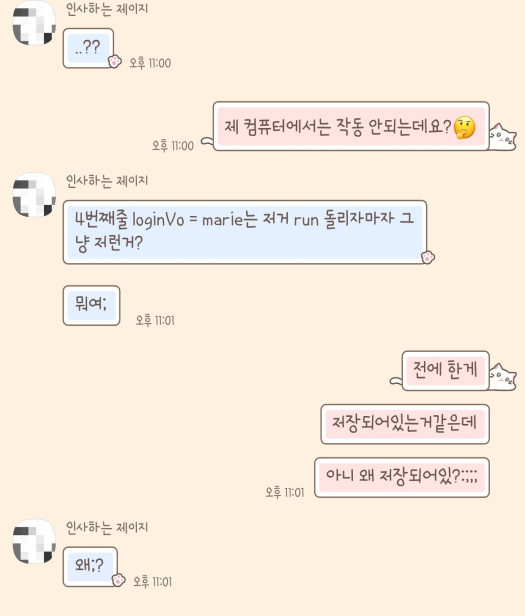 인사하는 제이지
..??
오후 11:00
제 컴퓨터에서는 작동 안되는데요?🤔
오후 11:00
인사하는 제이지
4번째줄 loginVo = marie는 저거 run 돌리자마자 그
냥 저런거?
뭐여;
오후 11:01
전에 한게
저장되어있는거같은데
아니 왜 저장되어있?:;;;
오후 11:01
인사하는 제이지
왜;?
오후 11:01